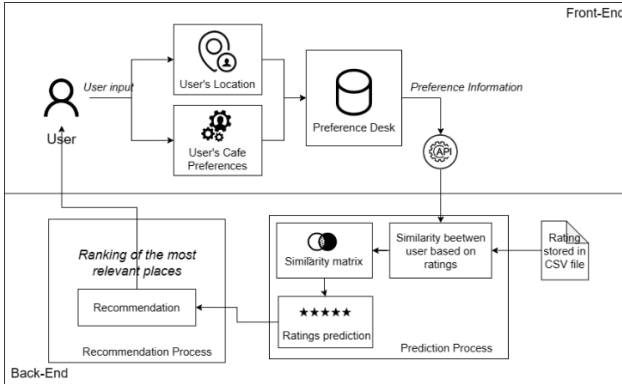 Front-End
User input
User's Location
User
User's Cafe
Preferences
Preference Desk
Preference Information
API
Ranking of the most
relevant places
Recommendation
Recommendation Process
Similarity matrix
Similarity beetwen
user based on
ratings
Rating
stored in
CSV file
★★★★★
Ratings prediction
Prediction Process
Back-End